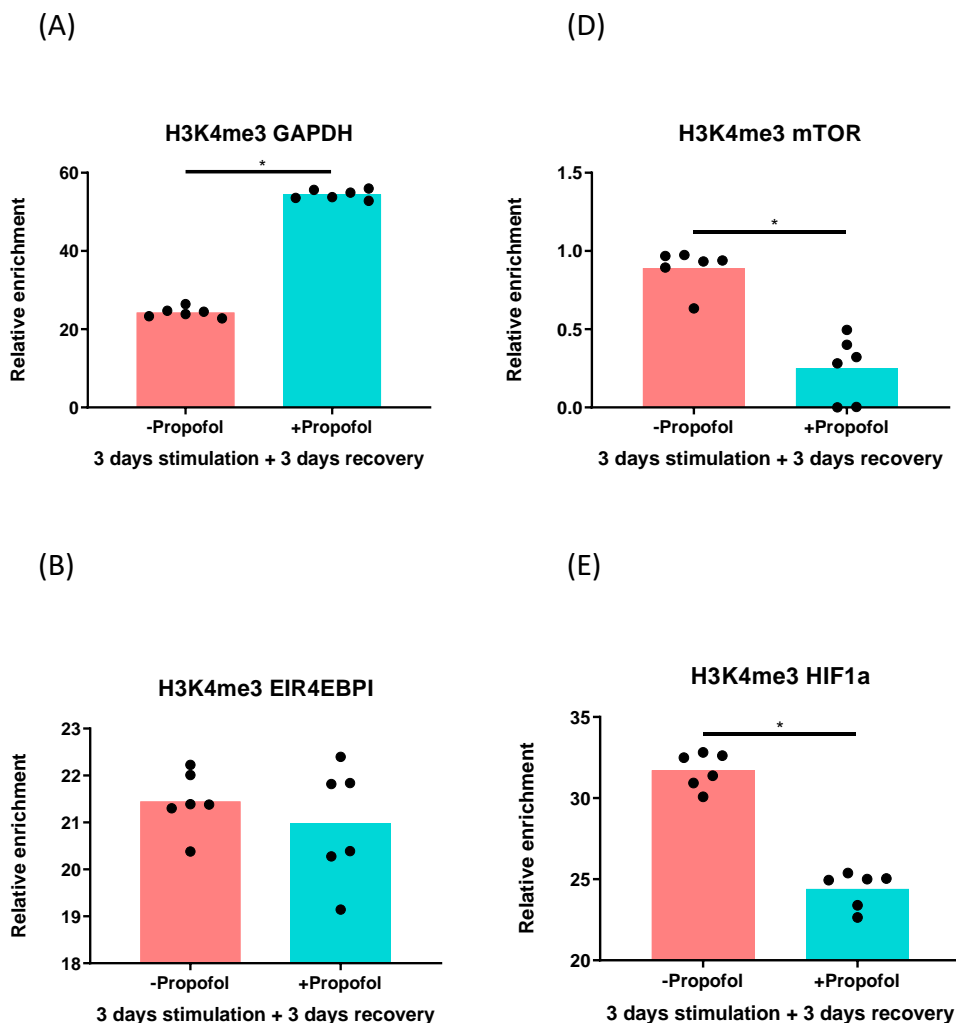 (A)
H3K4me3 GAPDH
*
60
40
20
0
Relative enrichment
-Propofol +Propofol
3 days stimulation + 3 days recovery
(D)
H3K4me3 mTOR
*
1.5
1.0
0.5
0.0
Relative enrichment
-Propofol +Propofol
3 days stimulation + 3 days recovery
(B)
H3K4me3 EIR4EBPI
23
22
21
20
19
18
Relative enrichment
-Propofol +Propofol
3 days stimulation + 3 days recovery
(E)
H3K4me3 HIF1a
*
35
30
25
20
Relative enrichment
-Propofol +Propofol
3 days stimulation + 3 days recovery